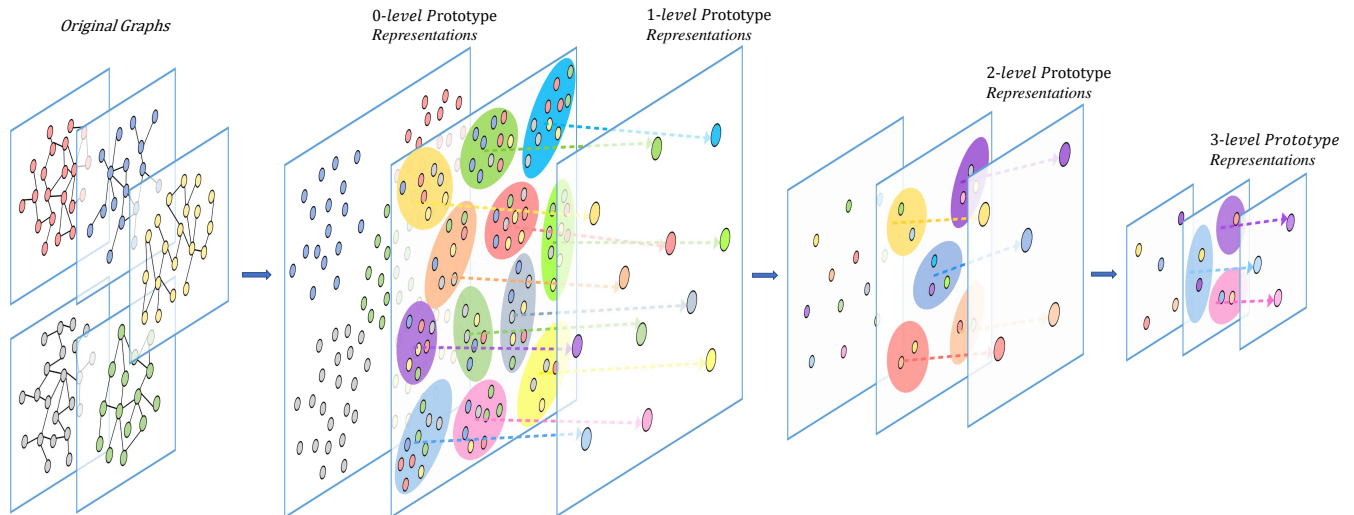 Original Graphs
0-level Prototype
Representations
1-level Prototype
Representations
2-level Prototype
Representations
3-level Prototype
Representations